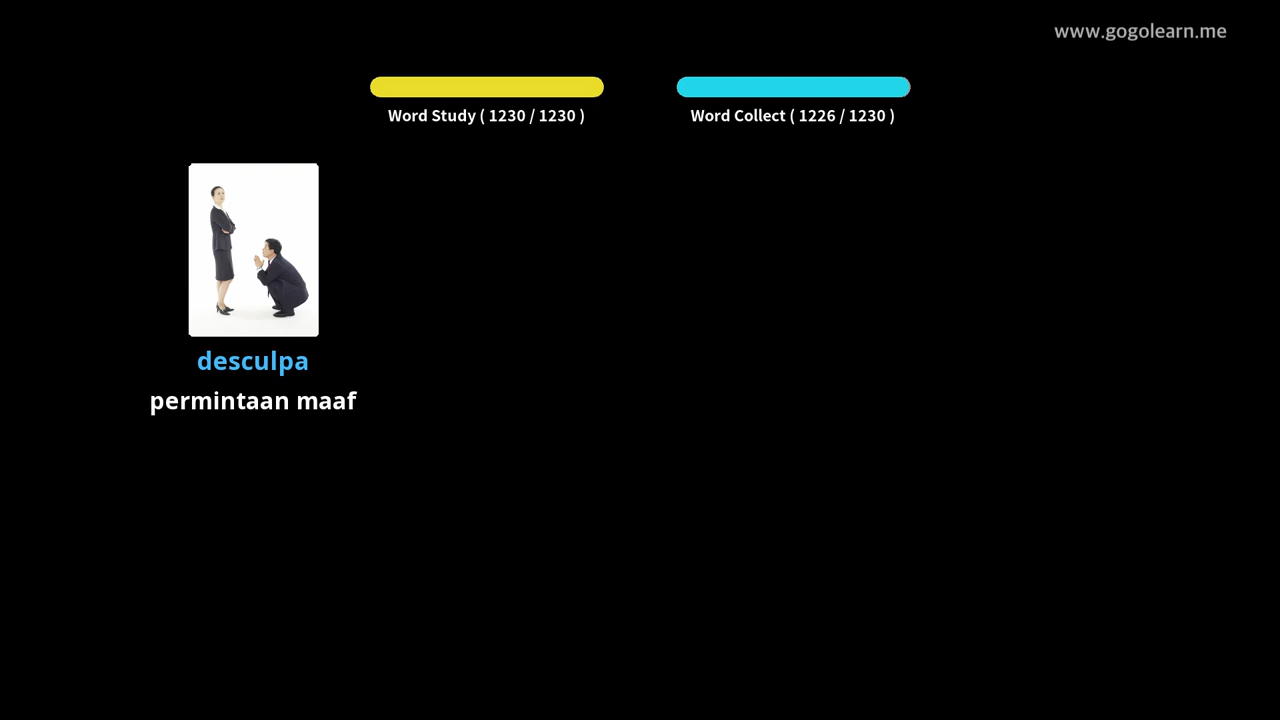 www.gogolearn.me
Word Study ( 1230 / 1230 )
Word Collect ( 1226 / 1230 )
desculpa
permintaan maaf